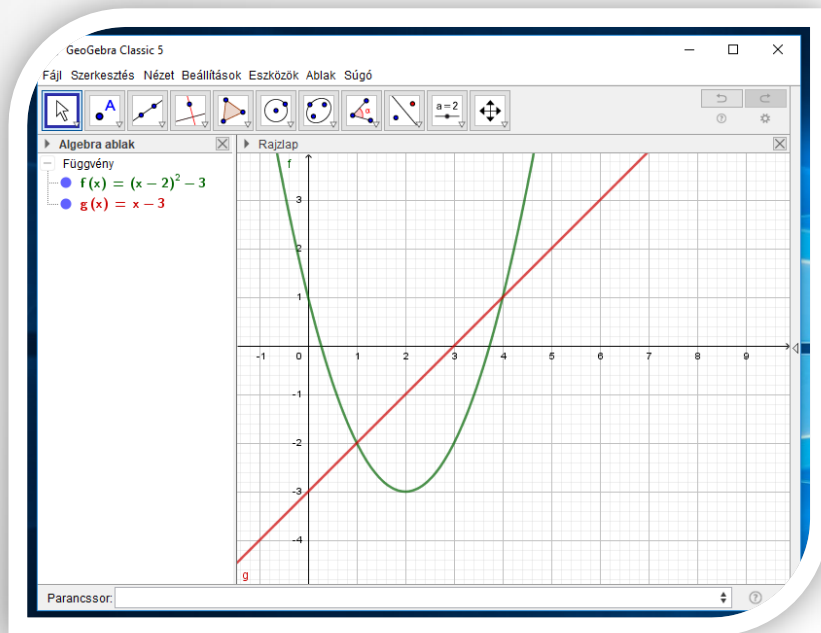 GeoGebra Classic 5
Fájl Szerkesztés Nézet Beállítások Eszközök Ablak Súgó
A
α
a=2
Algebra ablak
Függvény
f(x) = (x − 2)² − 3
g(x) = x − 3
Rajzlap
f
3
2
1
-1 0 1 2 3 4 5 6 7 8 9
-1
-2
-3
-4
g
Parancssor: